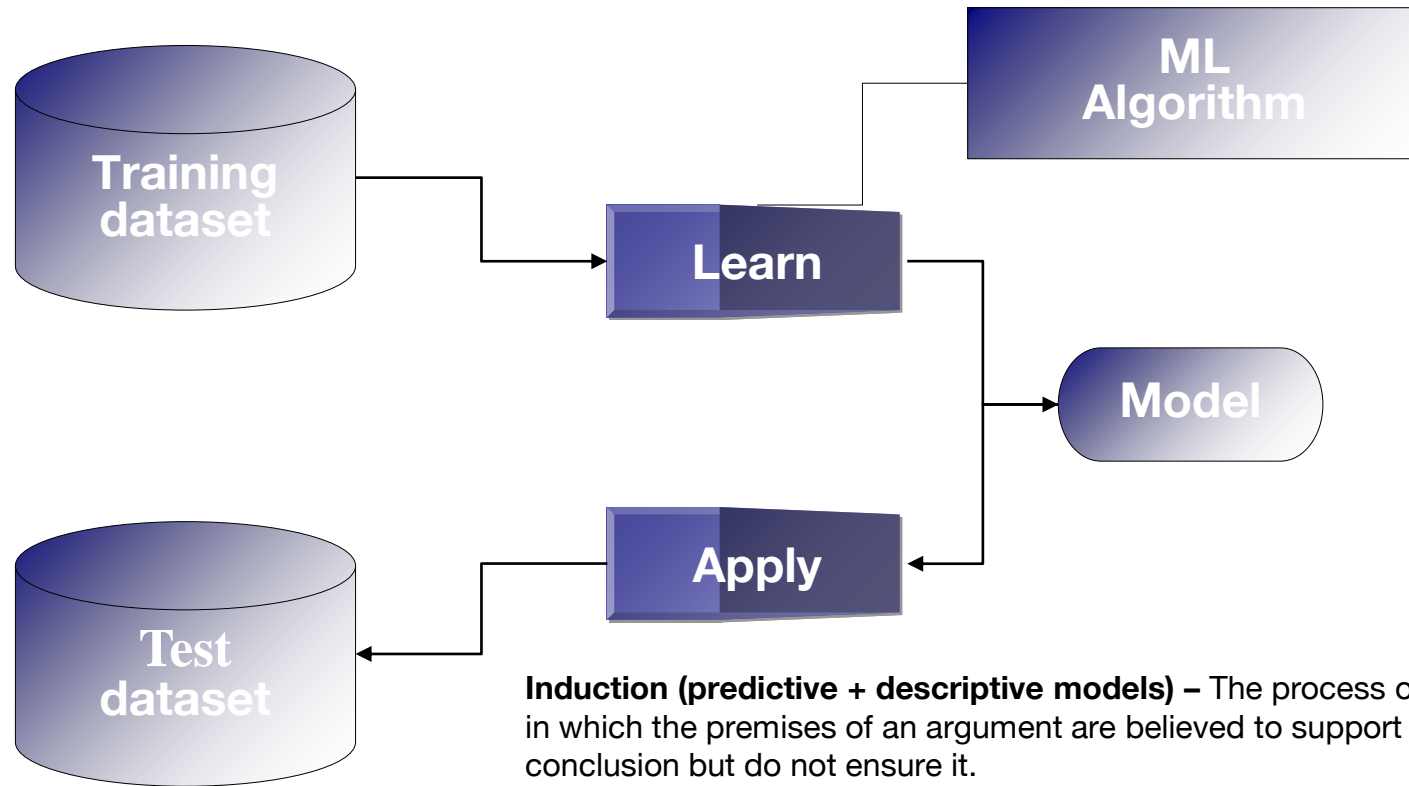 ML
Algorithm
Training
dataset
Learn
Model
Apply
Test
dataset
Induction (predictive + descriptive models) – The process
in which the premises of an argument are believed to support
conclusion but do not ensure it.